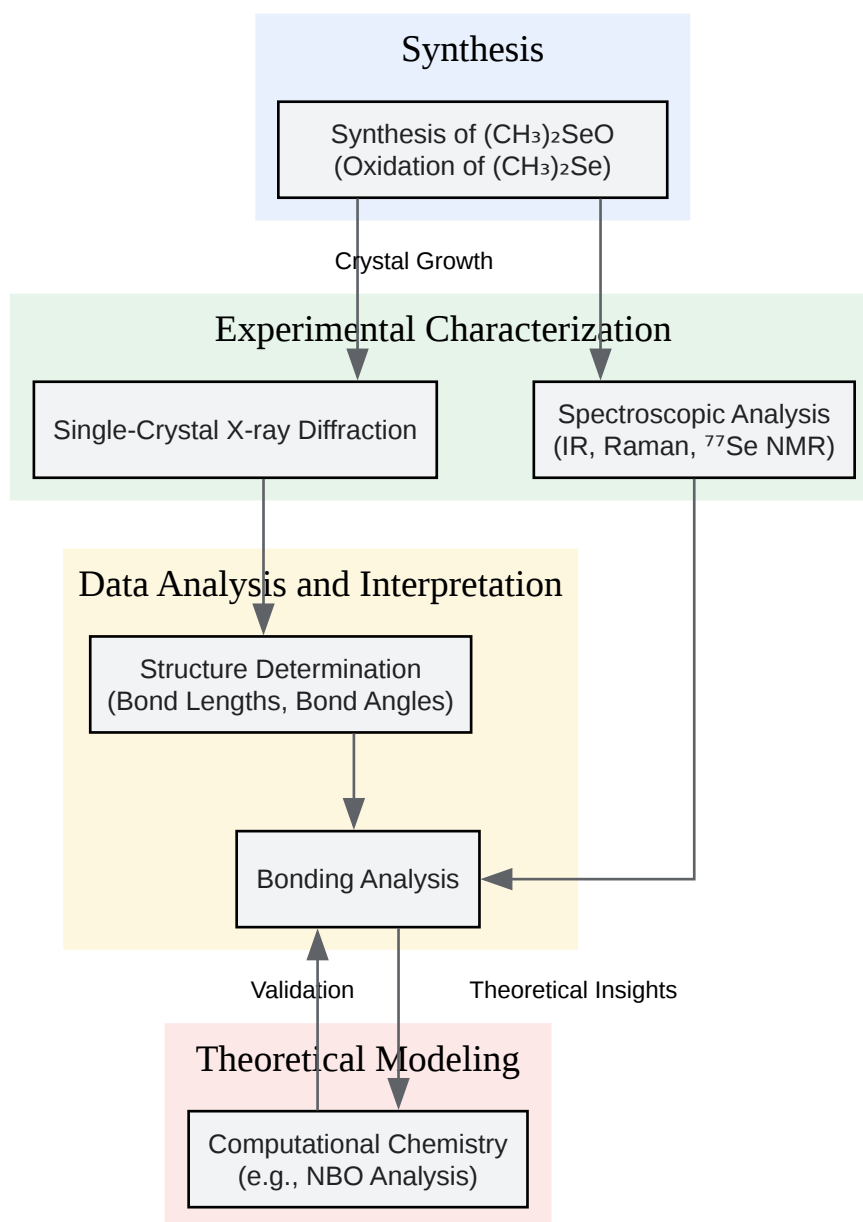 Synthesis
Synthesis of (CH₃)₂SeO
(Oxidation of (CH₃)₂Se)
Crystal Growth
Experimental Characterization
Single-Crystal X-ray Diffraction
Spectroscopic Analysis
(IR, Raman, ⁷⁷Se NMR)
Data Analysis and Interpretation
Structure Determination
(Bond Lengths, Bond Angles)
Bonding Analysis
Validation
Theoretical Insights
Theoretical Modeling
Computational Chemistry
(e.g., NBO Analysis)